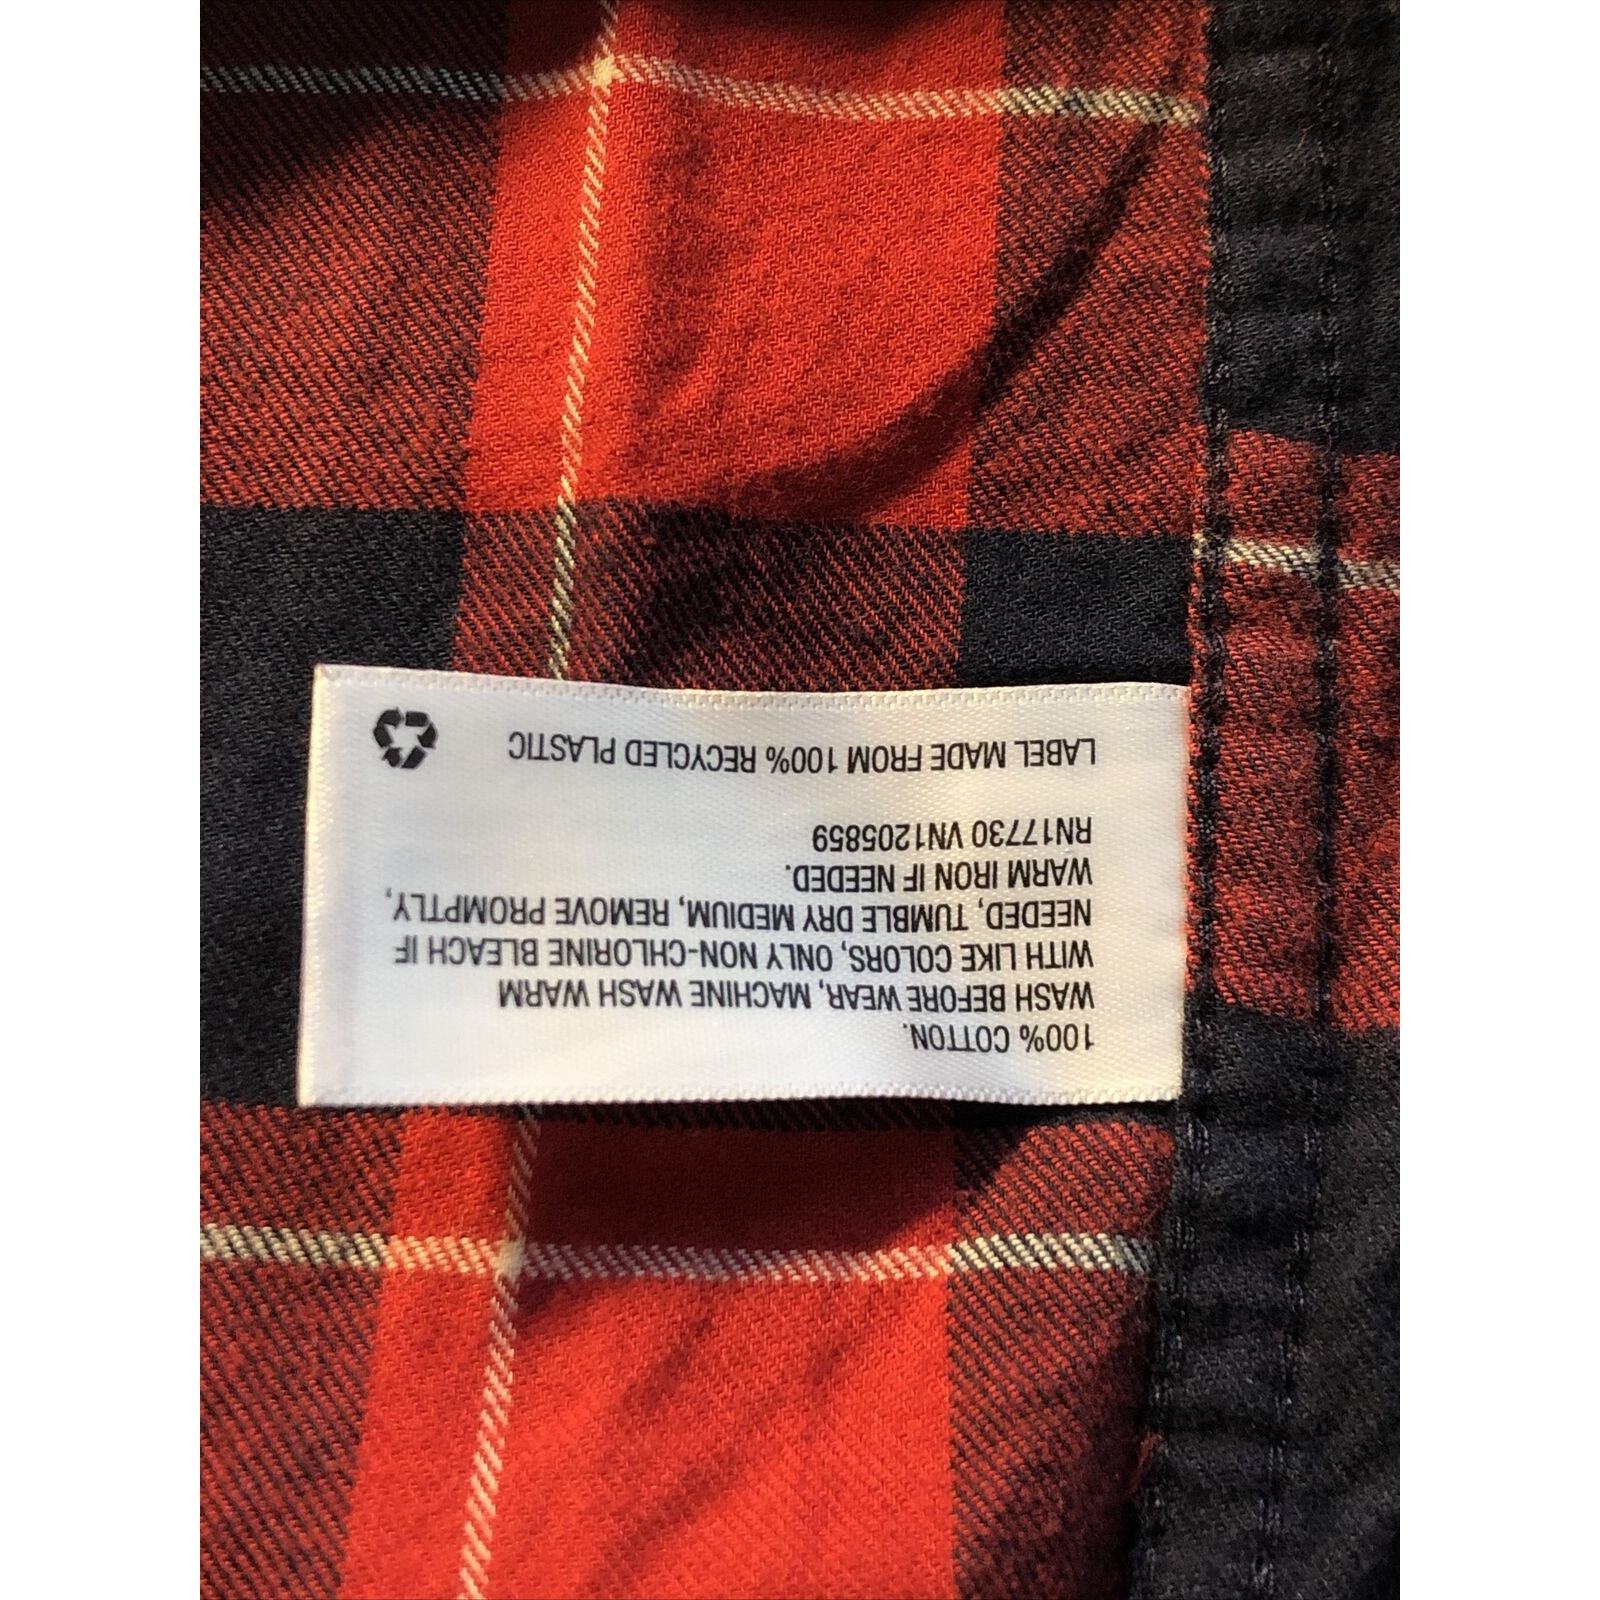 100% COTTON.
WASH BEFORE WEAR, MACHINE WASH WARM
WITH LIKE COLORS, ONLY NON-CHLORINE BLEACH IF
NEEDED, TUMBLE DRY MEDIUM, REMOVE PROMPTLY,
WARM IRON IF NEEDED.
RN17730 VN1205859
LABEL MADE FROM 100% RECYCLED PLASTIC